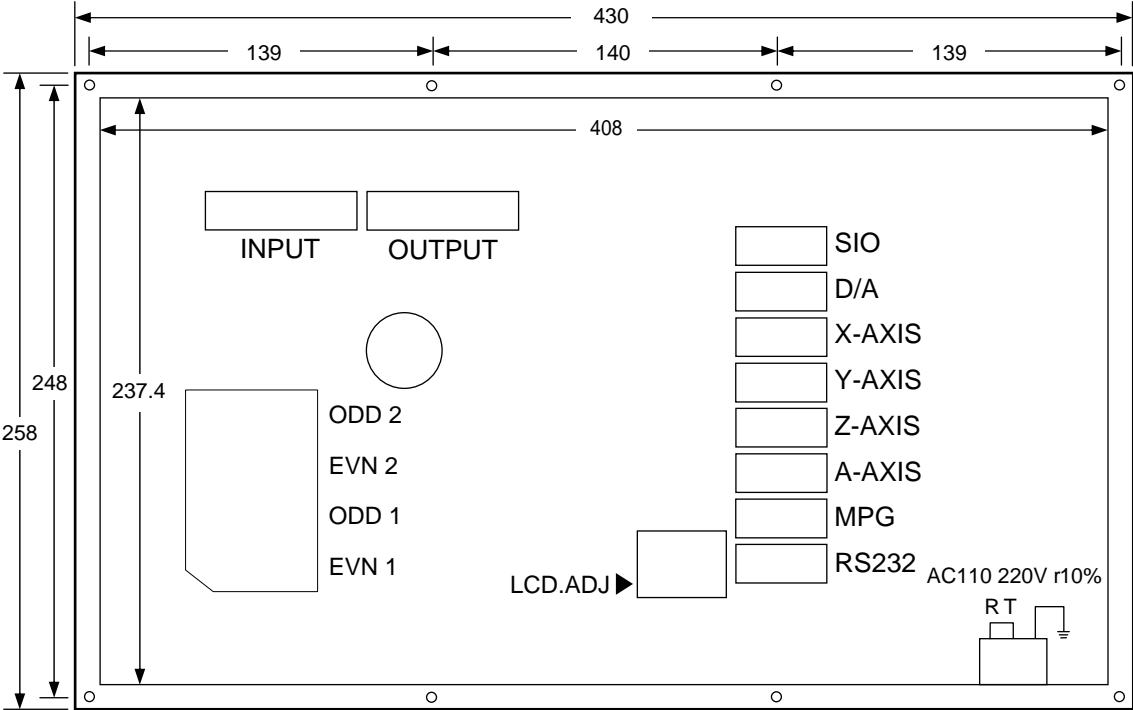 430
139
140
139
408
INPUT
OUTPUT
SIO
D/A
X-AXIS
Y-AXIS
Z-AXIS
A-AXIS
MPG
RS232
248
237.4
258
ODD 2
EVN 2
ODD 1
EVN 1
LCD.ADJ
AC110 220V r10%
R T